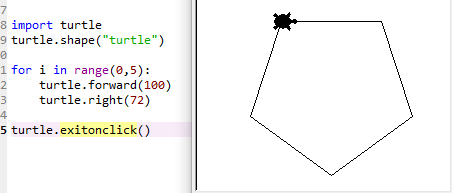 7
8 import turtle
9 turtle.shape("turtle")
0
1 for i in range(0,5):
2 turtle.forward(100)
3 turtle.right(72)
4
5 turtle.exitonclick()